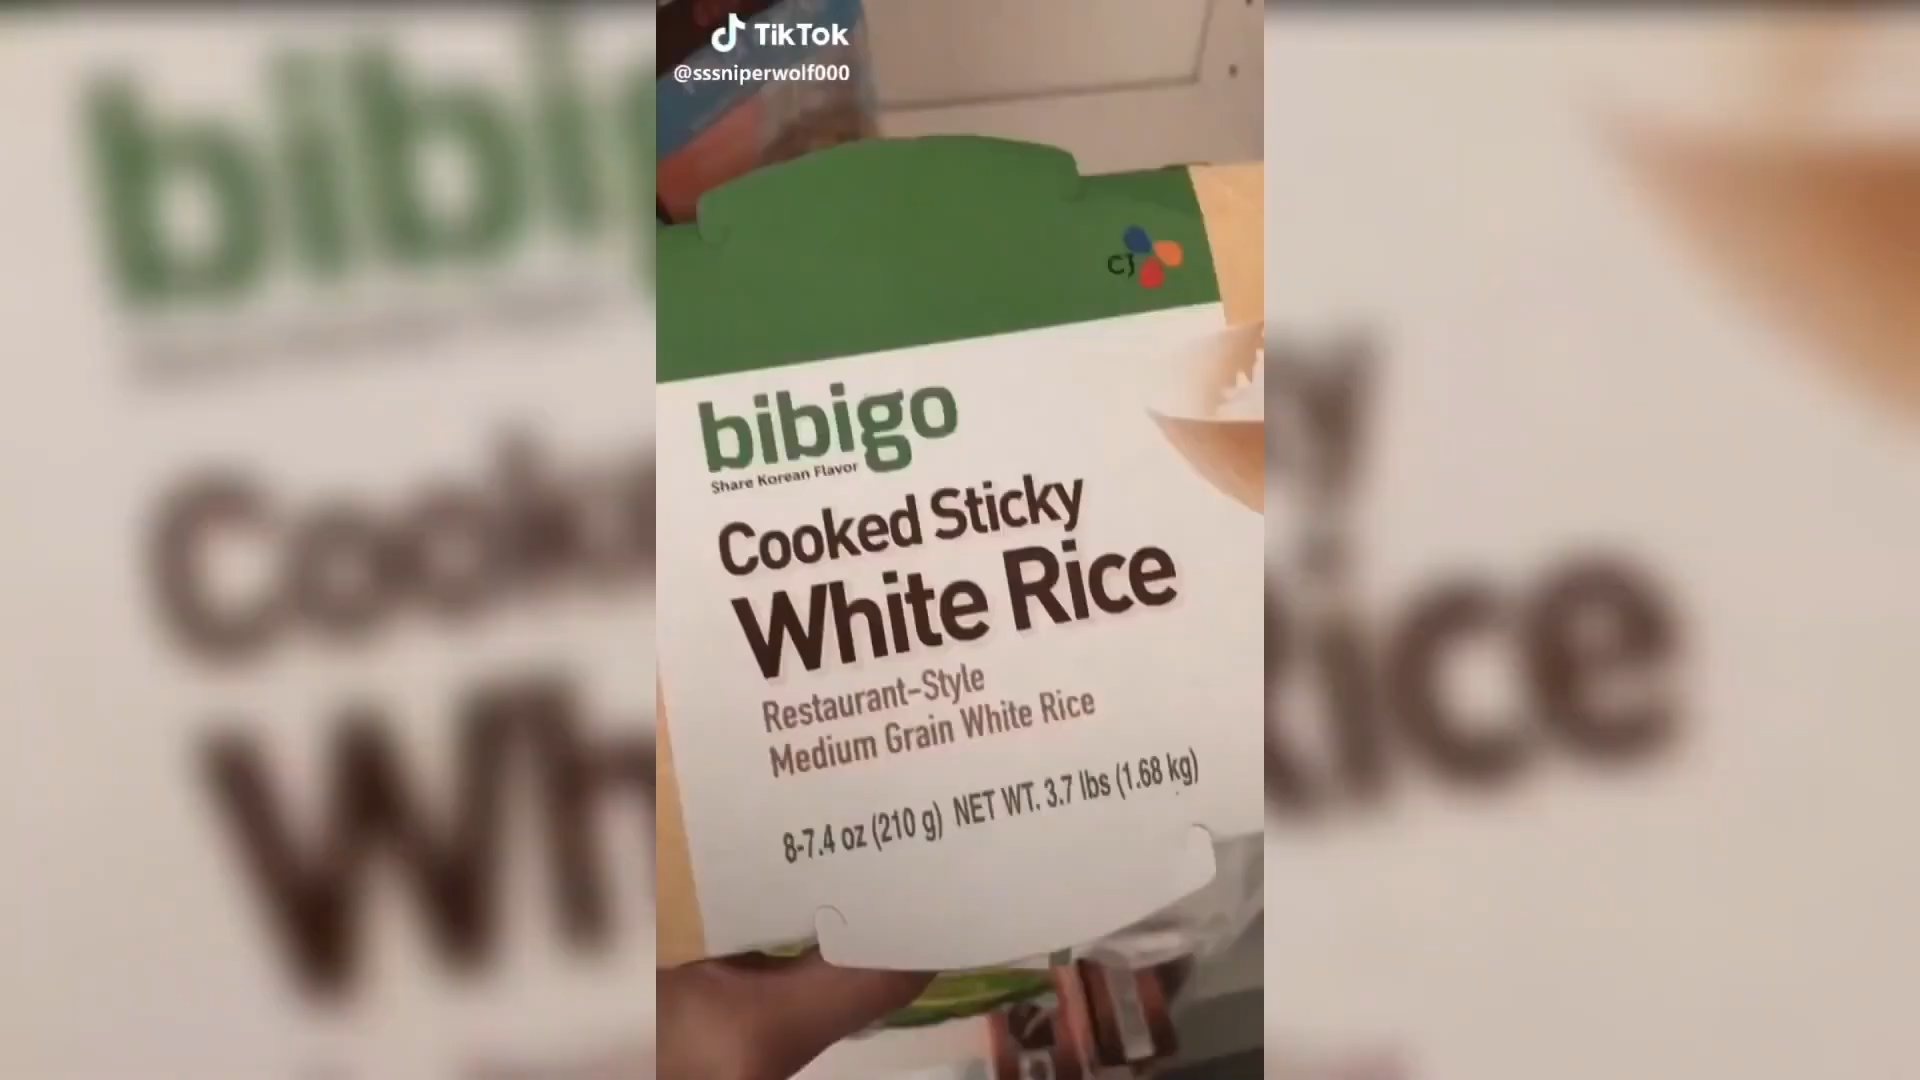 TikTok
@sssniperwolf000
CJ
bibigo
Share Korean Flavor
Cooked Sticky
White Rice
Restaurant-Style
Medium Grain White Rice
8-7.4 oz (210 g) NET WT. 3.7 lbs (1.68 kg)